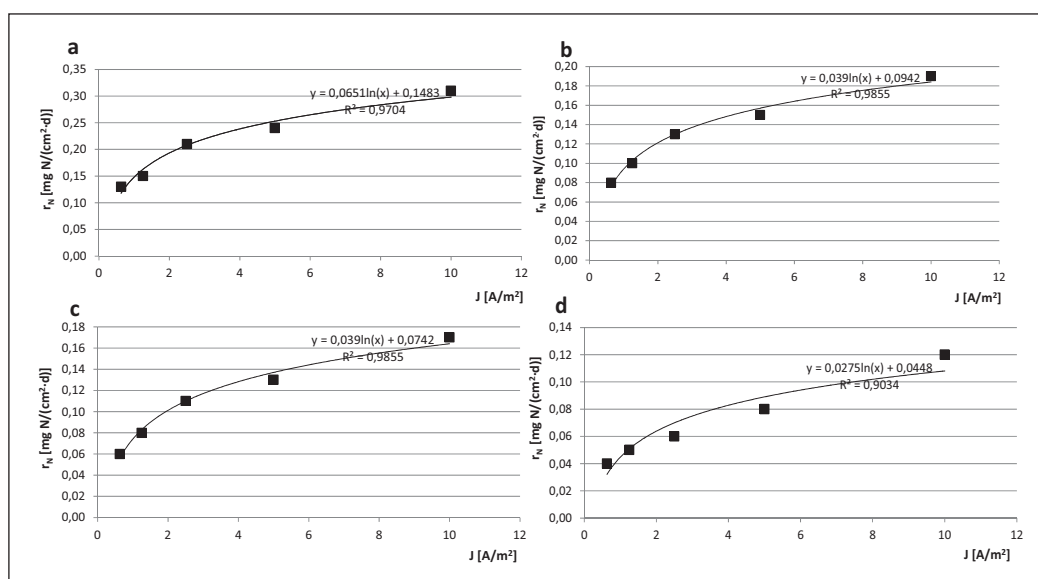 a
r_N [mg N/(cm²·d)]
0,35
0,30
0,25
0,20
0,15
0,10
0,05
0,00
y = 0,0651ln(x) + 0,1483
R² = 0,9704
0 2 4 6 8 10 12
J [A/m²]
b
r_N [mg N/(cm²·d)]
0,20
0,18
0,16
0,14
0,12
0,10
0,08
0,06
0,04
0,02
0,00
y = 0,039ln(x) + 0,0942
R² = 0,9855
0 2 4 6 8 10 12
J [A/m²]
c
r_N [mg N/(cm²·d)]
0,18
0,16
0,14
0,12
0,10
0,08
0,06
0,04
0,02
0,00
y = 0,039ln(x) + 0,0742
R² = 0,9855
0 2 4 6 8 10 12
J [A/m²]
d
r_N [mg N/(cm²·d)]
0,14
0,12
0,10
0,08
0,06
0,04
0,02
0,00
y = 0,0275ln(x) + 0,0448
R² = 0,9034
0 2 4 6 8 10 12
J [A/m²]